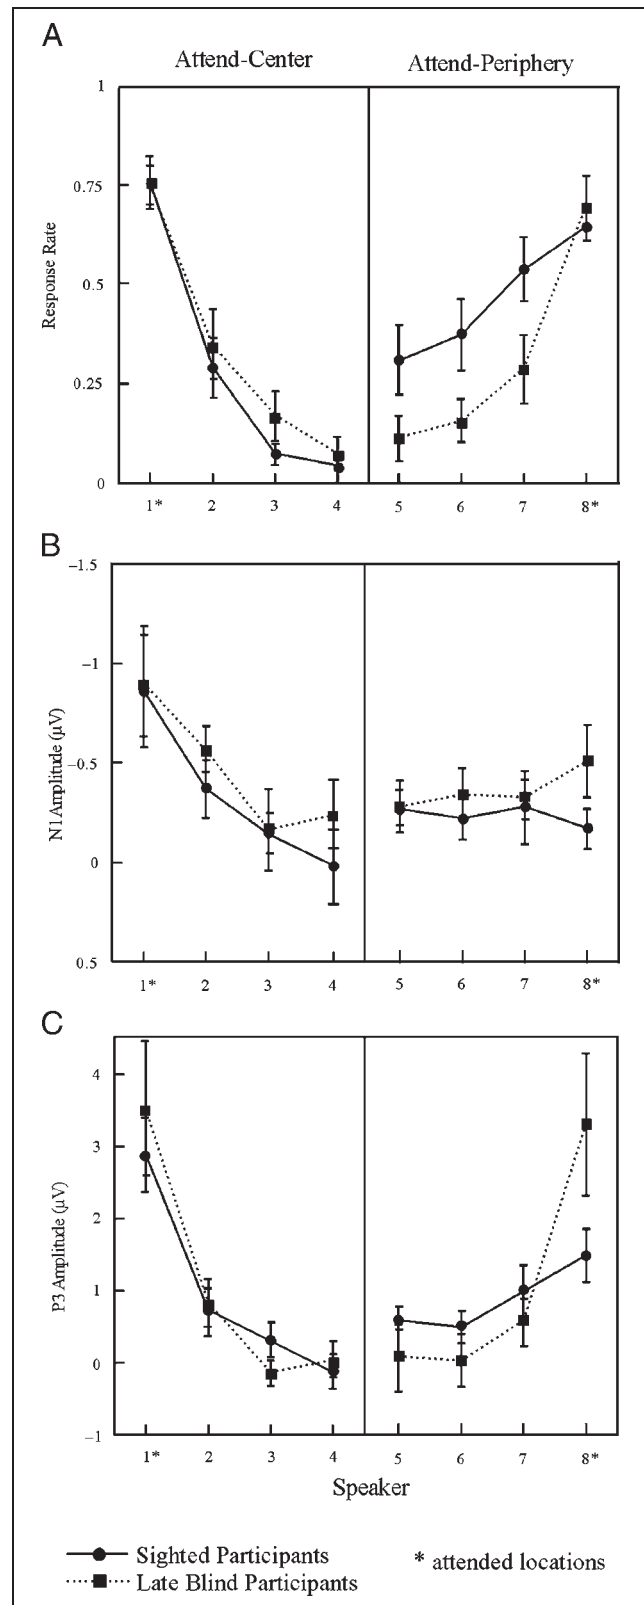 A
Attend-Center
Attend-Periphery
1
0.75
0.5
0.25
0
Response Rate
1* 2 3 4 5 6 7 8*
B
−1.5
−1
−0.5
0
0.5
N1Amplitude (µV)
1* 2 3 4 5 6 7 8*
C
4
3
2
1
0
−1
P3 Amplitude (µV)
1* 2 3 4 5 6 7 8*
Speaker
Sighted Participants
Late Blind Participants
* attended locations